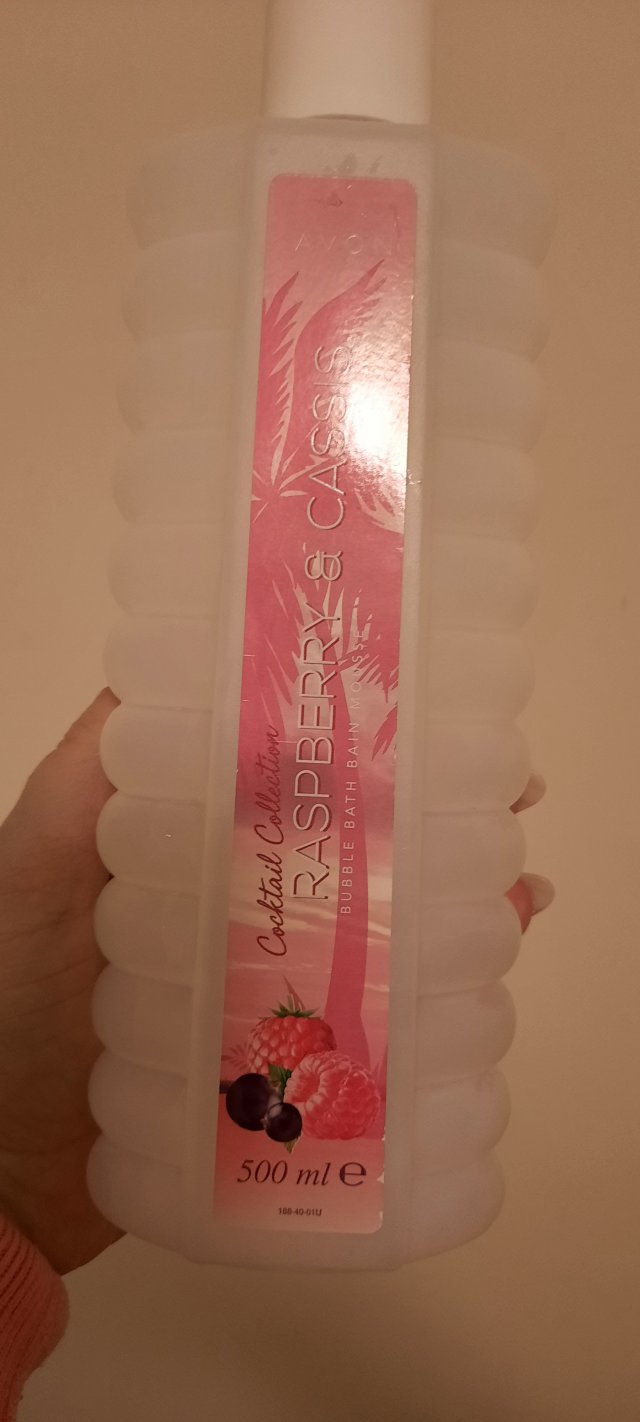 AVON
Cocktail Collection
RASPBERRY & CASSIS
BUBBLE BATH BAIN MOUSSE
500 ml e
188-40-01U